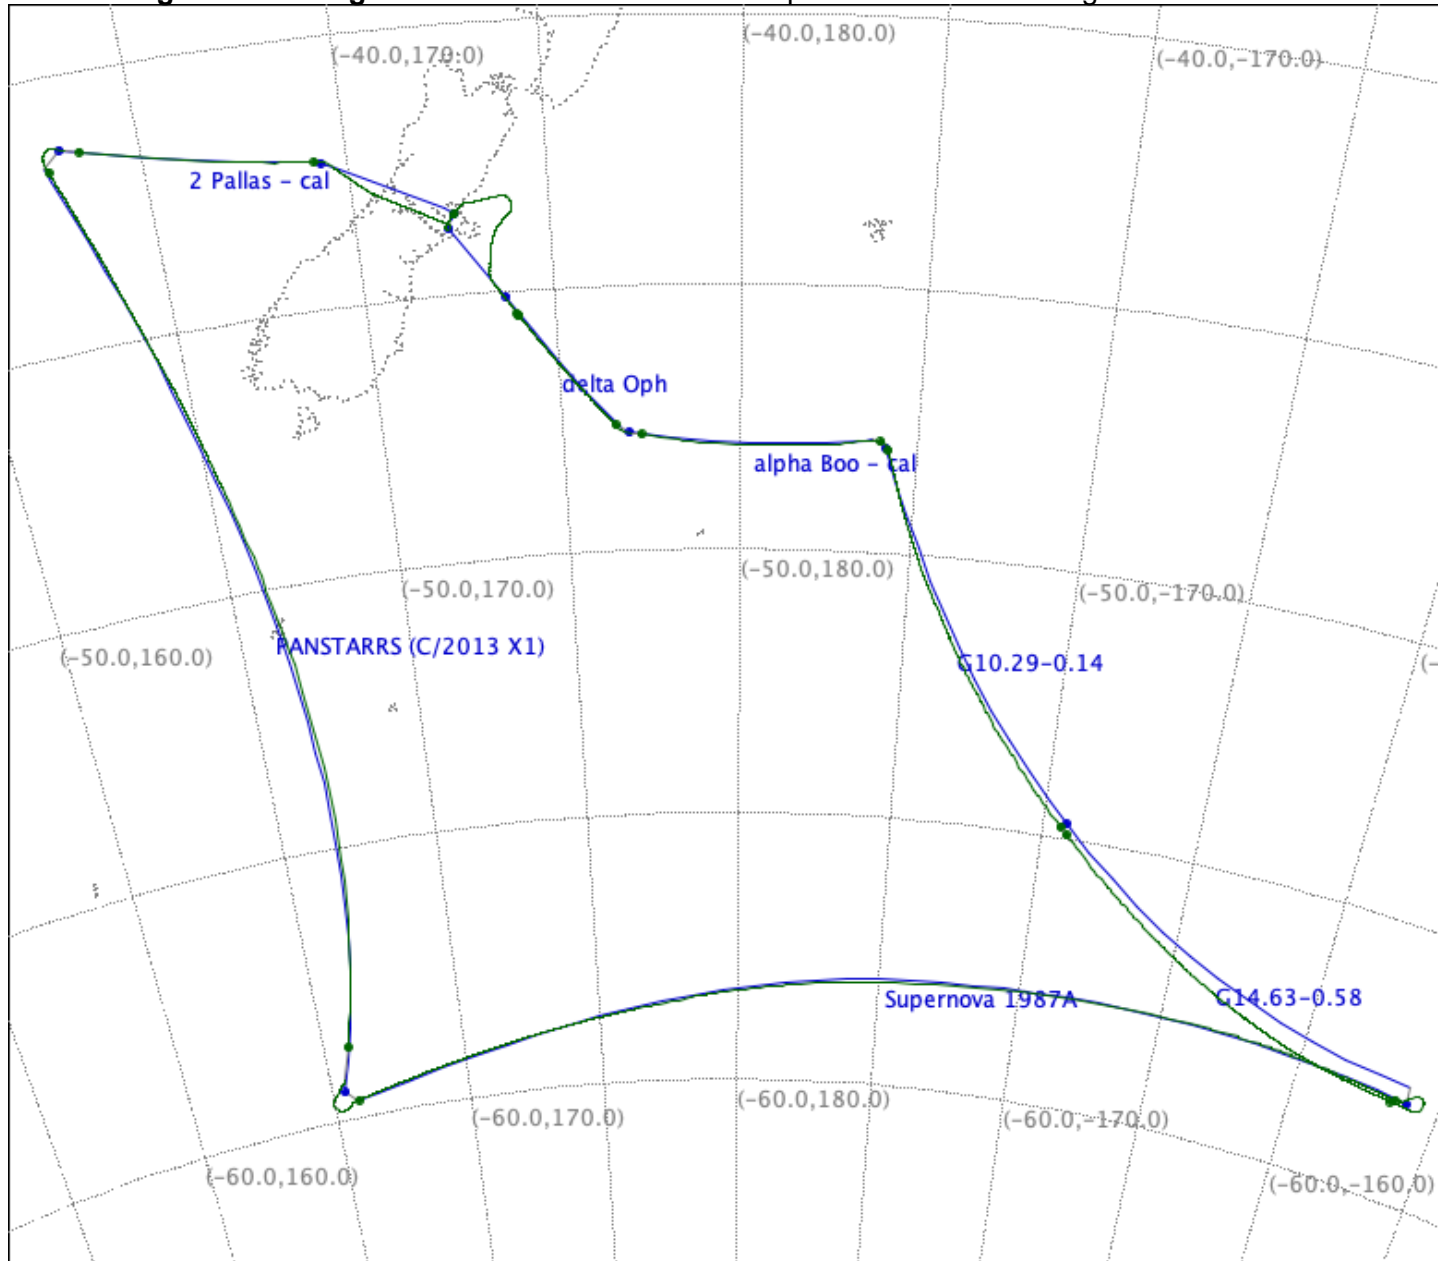 (-40.0,170.0)
(-40.0,180.0)
(-40.0,-170.0)
2 Pallas - cal
delta Oph
alpha Boo - cal
(-50.0,160.0)
(-50.0,170.0)
(-50.0,180.0)
(-50.0,-170.0)
(-
PANSTARRS (C/2013 X1)
G10.29-0.14
G14.63-0.58
Supernova 1987A
(-60.0,160.0)
(-60.0,170.0)
(-60.0,180.0)
(-60.0,-170.0)
(-60.0,-160.0)